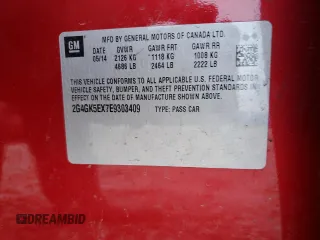 GM
MFD BY GENERAL MOTORS OF CANADA LTD.
DATE GVWR GAWR FRT GAWR RR
05/14 2126 KG 1118 KG 1008 KG
4686 LB 2464 LB 2222 LB
THIS VEHICLE CONFORMS TO ALL APPLICABLE U.S. FEDERAL MOTOR
VEHICLE SAFETY, BUMPER, AND THEFT PREVENTION STANDARDS
IN EFFECT ON THE DATE OF MANUFACTURE SHOWN ABOVE.
2G4GK5EX7E9303409 TYPE: PASS CAR
DREAMBID